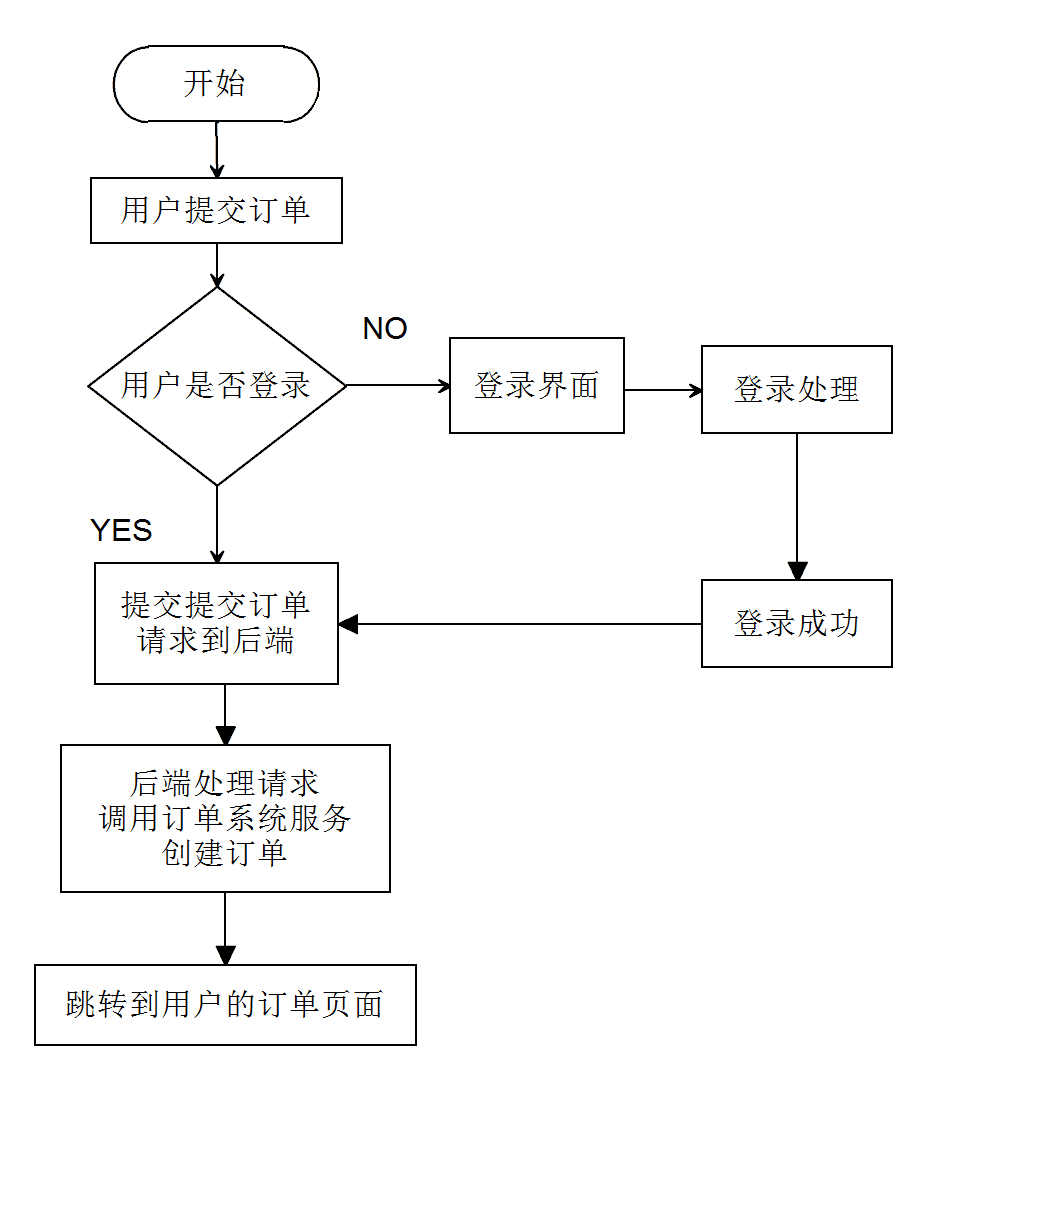 开始
用户提交订单
NO
用户是否登录
登录界面
登录处理
YES
提交提交订单
请求到后端
登录成功
后端处理请求
调用订单系统服务
创建订单
跳转到用户的订单页面